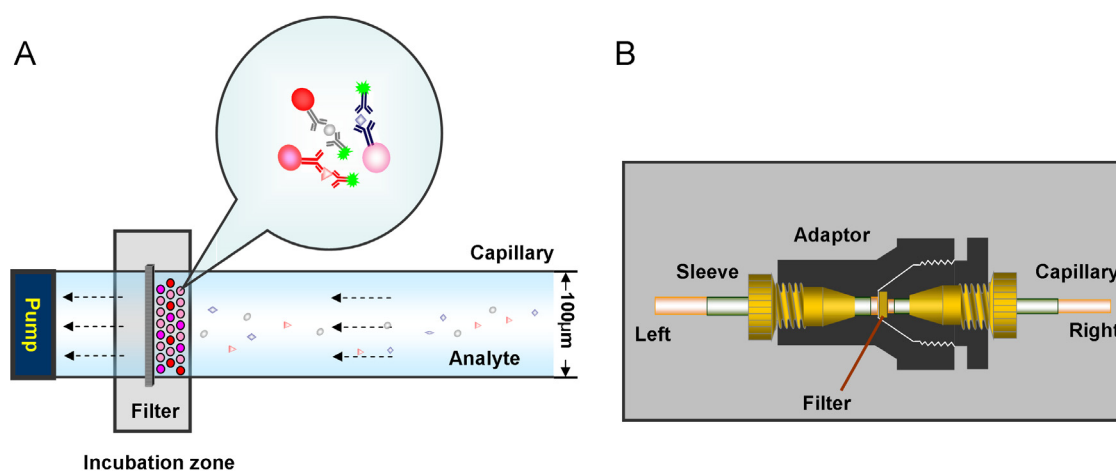 A
Capillary
Pump
100µm
Analyte
Filter
Incubation zone
B
Adaptor
Sleeve
Capillary
Left
Right
Filter